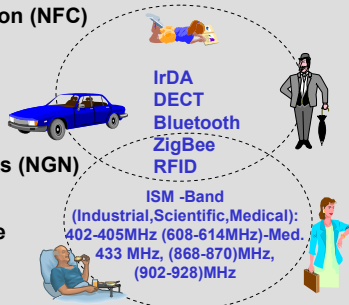 on (NFC)
IrDA
DECT
Bluetooth
ZigBee
s (NGN)
RFID
ISM -Band
(Industrial,Scientific,Medical):
e
402-405MHz (608-614MHz)-Med.
433 MHz, (868-870)MHz,
(902-928)MHz